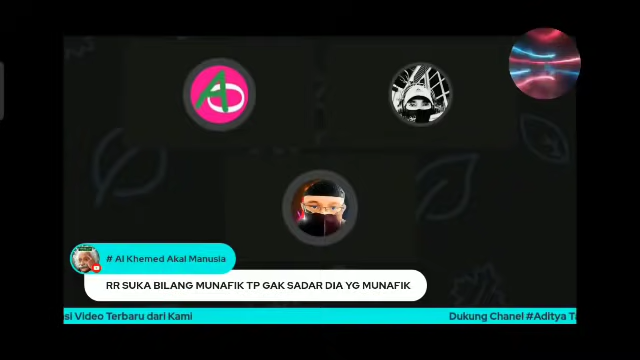 # Al Khemed Akal Manusia
RR SUKA BILANG MUNAFIK TP GAK SADAR DIA YG MUNAFIK
si Video Terbaru dari Kami
Dukung Chanel #Aditya